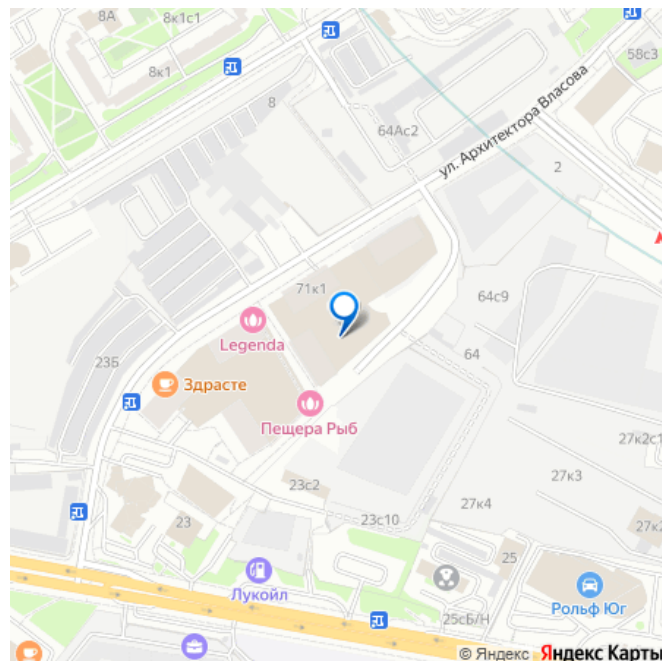 8А
8к1с1
58с3
8к1
8
64Ас2
ул. Архитектора Власова
2
71к1
64с9
Legenda
64
23Б
Здрасте
Пещера Рыб
27к2с1
23с2
27к3
27к4
23с10
23
27к2
25
Лукойл
Рольф Юг
25сБ/Н
© Яндекс Яндекс Карты